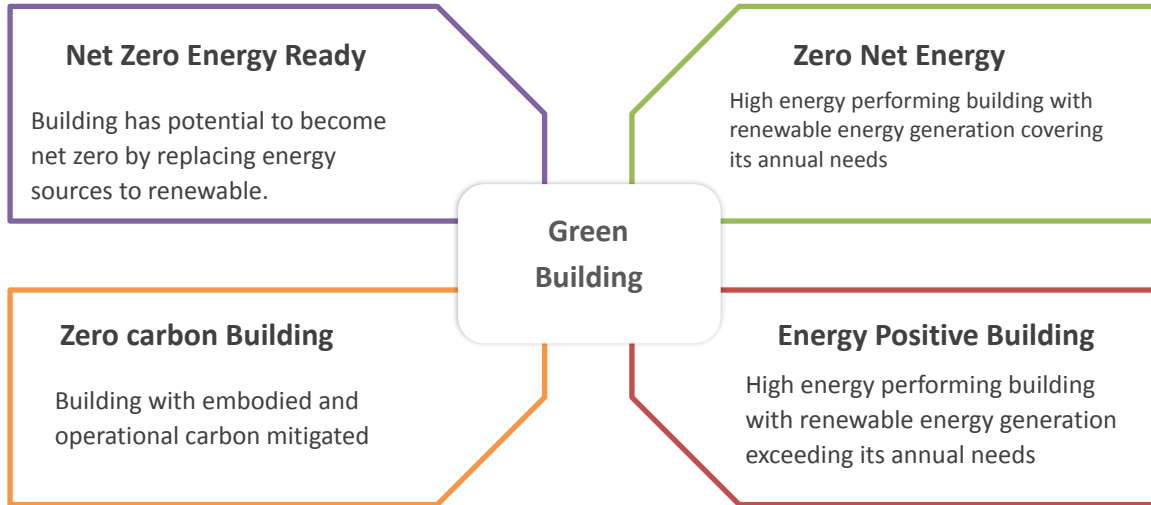 Net Zero Energy Ready
Building has potential to become
net zero by replacing energy
sources to renewable.
Zero Net Energy
High energy performing building with
renewable energy generation covering
its annual needs
Green
Building
Zero carbon Building
Building with embodied and
operational carbon mitigated
Energy Positive Building
High energy performing building
with renewable energy generation
exceeding its annual needs